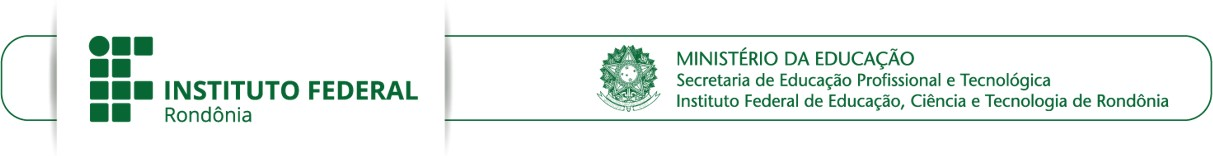 INSTITUTO FEDERAL
Rondônia
MINISTÉRIO DA EDUCAÇÃO
Secretaria de Educação Profissional e Tecnológica
Instituto Federal de Educação, Ciência e Tecnologia de Rondônia